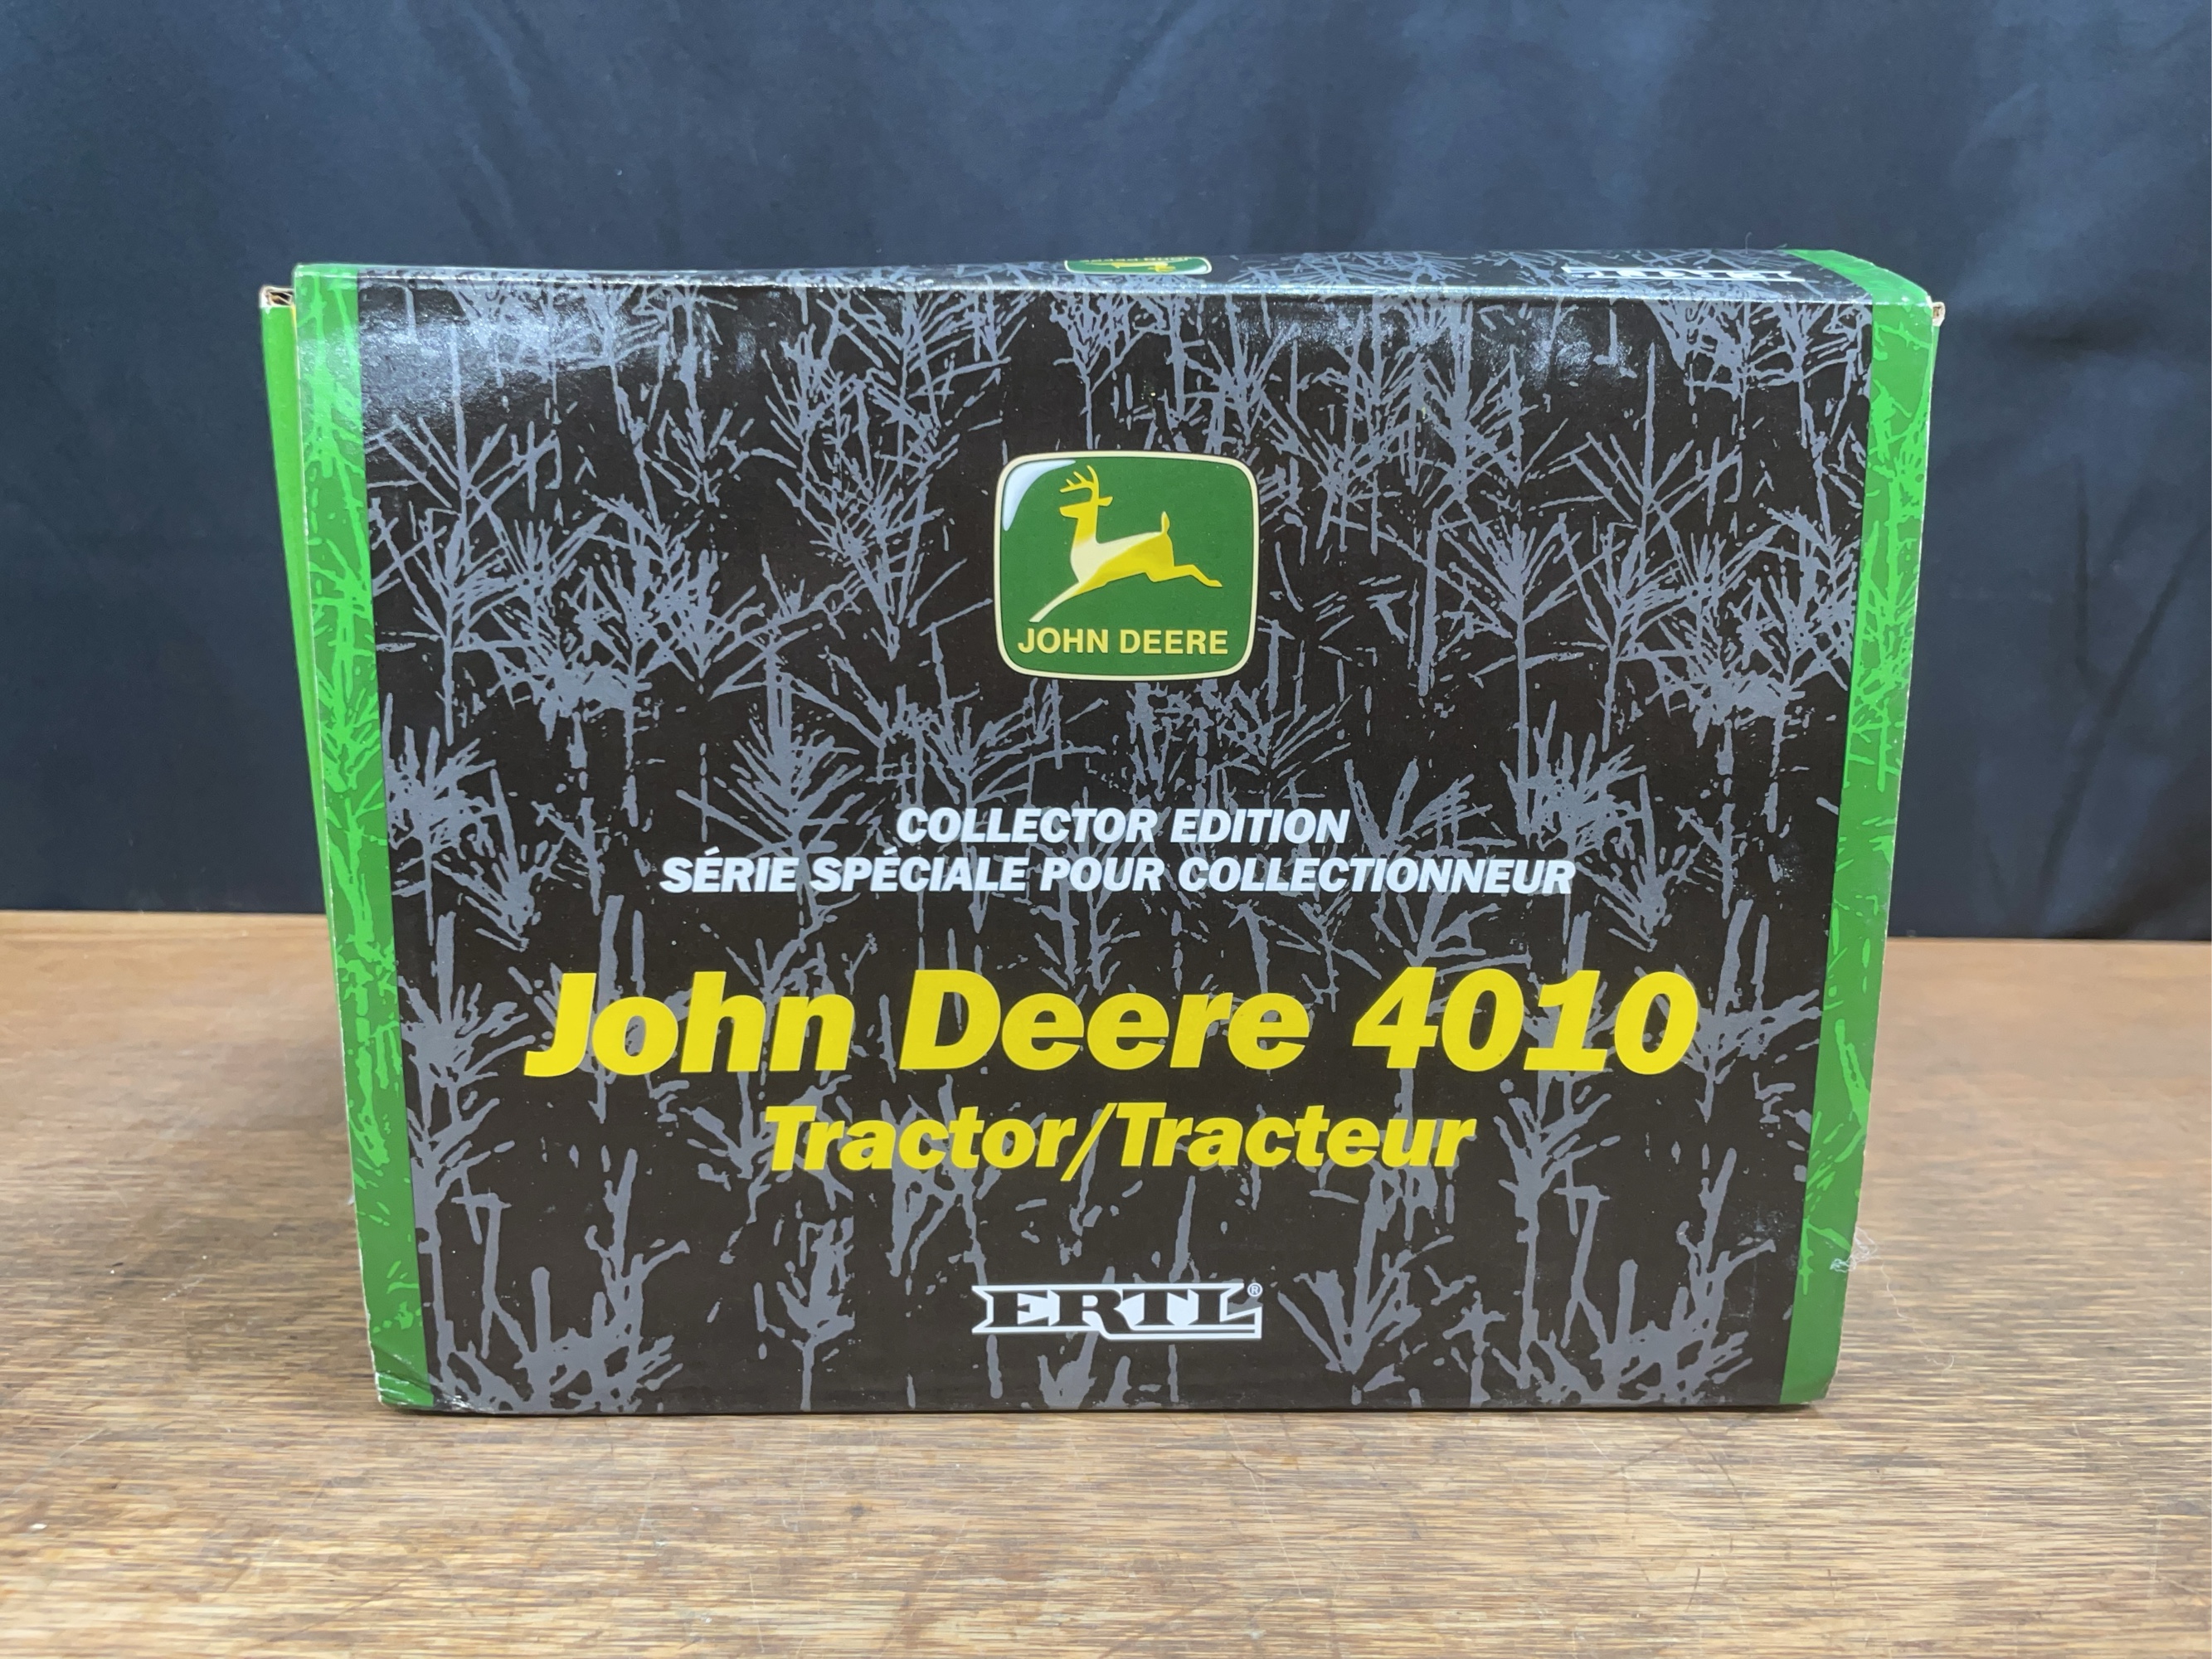 JOHN DEERE
COLLECTOR EDITION
SÉRIE SPÉCIALE POUR COLLECTIONNEUR
John Deere 4010
Tractor/Tracteur
ERTL®